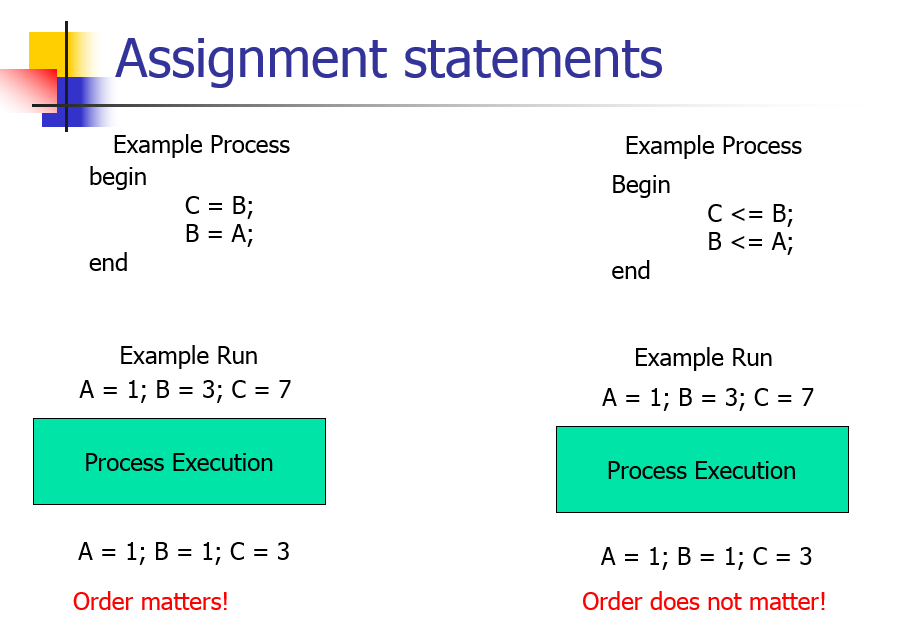 Assignment statements
Example Process
begin
C = B;
B = A;
end
Example Run
A = 1; B = 3; C = 7
Process Execution
A = 1; B = 1; C = 3
Order matters!
Example Process
Begin
C <= B;
B <= A;
end
Example Run
A = 1; B = 3; C = 7
Process Execution
A = 1; B = 1; C = 3
Order does not matter!